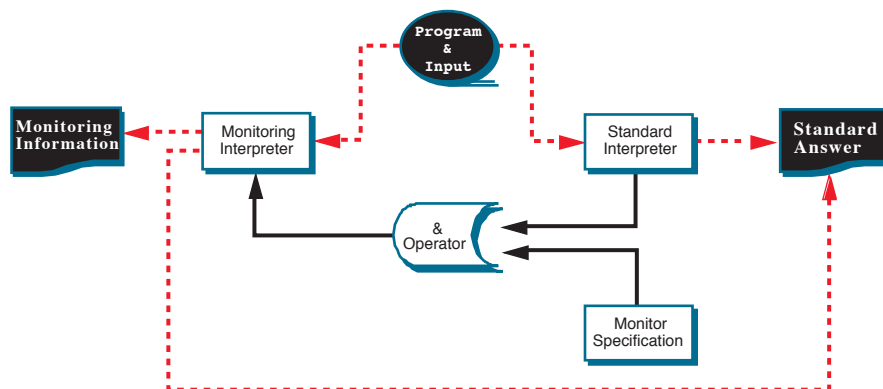 Program
&
Input
Monitoring
Information
Monitoring
Interpreter
Standard
Interpreter
Standard
Answer
&
Operator
Monitor
Specification